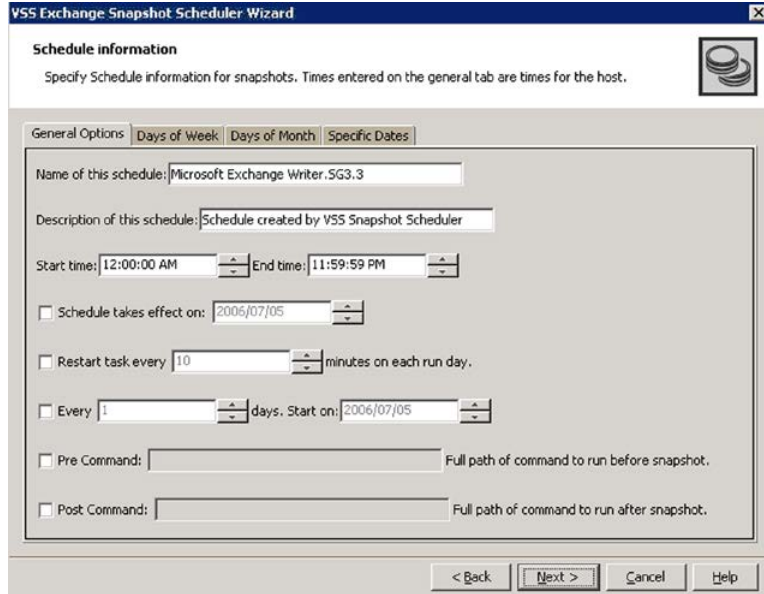 VSS Exchange Snapshot Scheduler Wizard
Schedule information
Specify Schedule information for snapshots. Times entered on the general tab are times for the host.
General Options Days of Week Days of Month Specific Dates
Name of this schedule: Microsoft Exchange Writer.SG3.3
Description of this schedule: Schedule created by VSS Snapshot Scheduler
Start time: 12:00:00 AM End time: 11:59:59 PM
Schedule takes effect on: 2006/07/05
Restart task every 10 minutes on each run day.
Every 1 days. Start on: 2006/07/05
Pre Command: Full path of command to run before snapshot.
Post Command: Full path of command to run after snapshot.
< Back Next > Cancel Help